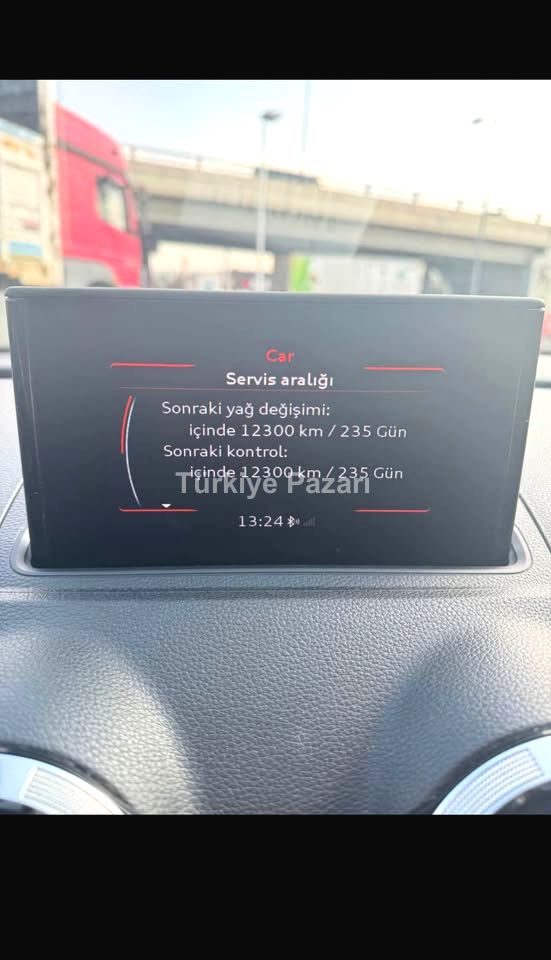 Car
Servis aralığı
Sonraki yağ değişimi:
içinde 12300 km / 235 Gün
Sonraki kontrol:
içinde 12300 km / 235 Gün
Türkiye Pazarı
13:24